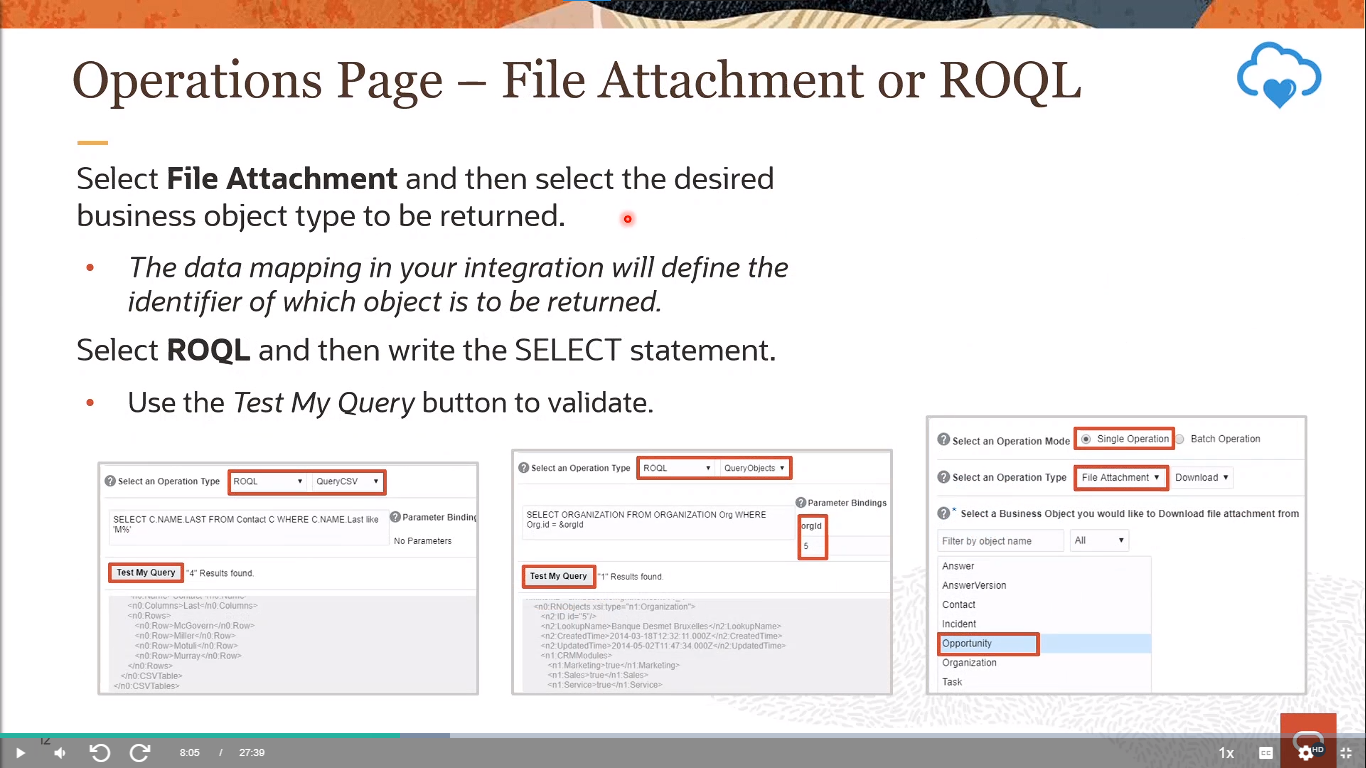 Operations Page – File Attachment or ROQL
Select File Attachment and then select the desired
business object type to be returned.
• The data mapping in your integration will define the
identifier of which object is to be returned.
Select ROQL and then write the SELECT statement.
• Use the Test My Query button to validate.
Select an Operation Type ROQL QueryCSV
SELECT C.NAME.LAST FROM Contact C WHERE C.NAME.Last like
'M%'
Parameter Binding
No Parameters
Test My Query "4" Results found.
<n0:Columns>Last</n0:Columns>
<n0:Rows>
<n0:Row>McGovern</n0:Row>
<n0:Row>Miller</n0:Row>
<n0:Row>Motuli</n0:Row>
<n0:Row>Murray</n0:Row>
</n0:Rows>
</n0:CSVTable>
</n0:CSVTables>
Select an Operation Type ROQL QueryObjects
SELECT ORGANIZATION FROM ORGANIZATION Org WHERE
Org.id = &orgId
Parameter Bindings
orgId
5
Test My Query "1" Results found
<n0:RNObjects xsi:type="n1:Organization">
<n2:ID id="5"/>
<n2:LookupName>Banque Desmet Bruxelles</n2:LookupName>
<n2:CreatedTime>2014-03-18T12:32:11.000Z</n2:CreatedTime>
<n2:UpdatedTime>2014-05-02T11:47:34.000Z</n2:UpdatedTime>
<n1:CRMModules>
<n1:Marketing>true</n1:Marketing>
<n1:Sales>true</n1:Sales>
<n1:Service>true</n1:Service>
Select an Operation Mode Single Operation Batch Operation
Select an Operation Type File Attachment Download
* Select a Business Object you would like to Download file attachment from
Filter by object name All
Answer
AnswerVersion
Contact
Incident
Opportunity
Organization
Task
12
8:05 / 27:39
1x
CC
HD